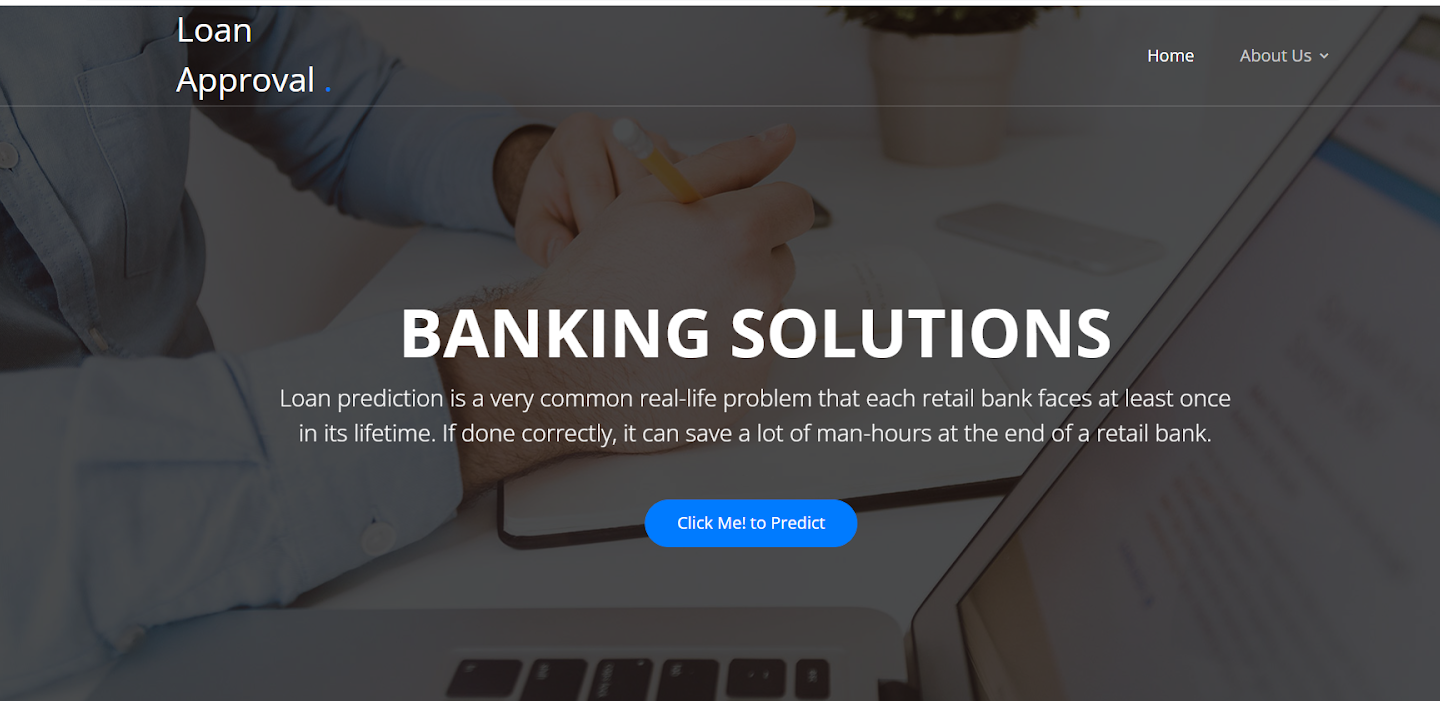 Loan
Approval .
Home
About Us
BANKING SOLUTIONS
Loan prediction is a very common real-life problem that each retail bank faces at least once
in its lifetime. If done correctly, it can save a lot of man-hours at the end of a retail bank.
Click Me! to Predict